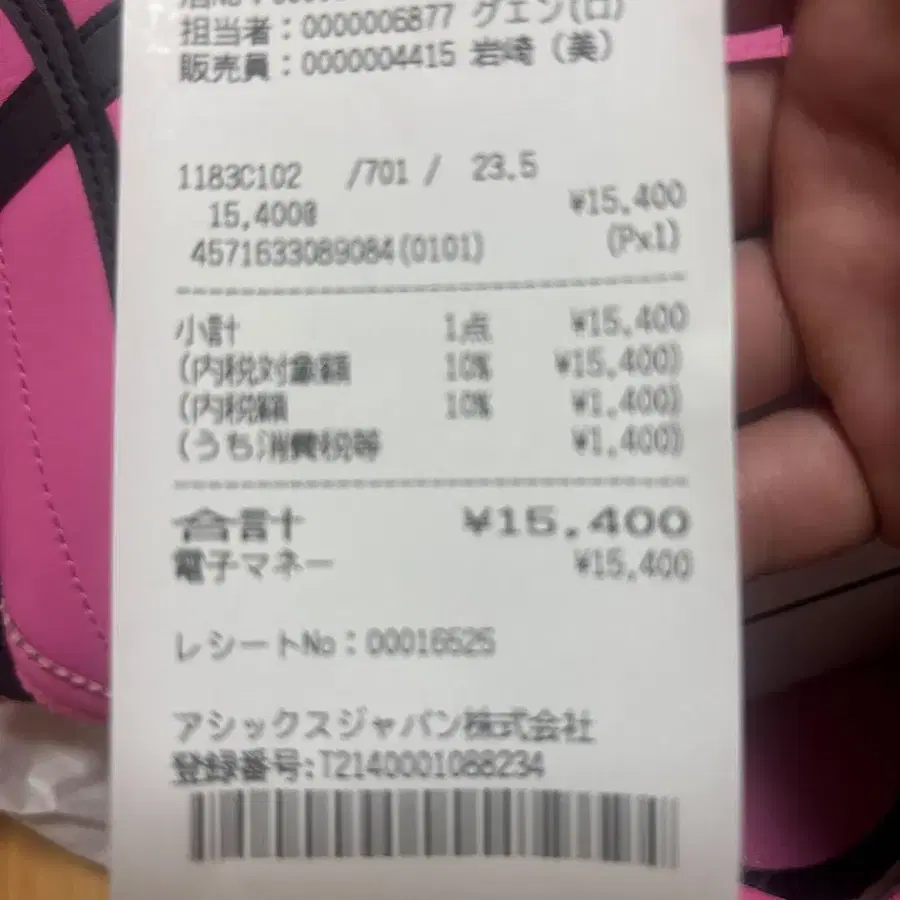 担当者：0000006877 グエン(ロ)
販売員：0000004415 岩崎（美）
1183C102 /701 / 23.5
15,400@ ¥15,400
4571633089084(0101) (Px1)
小計 1点 ¥15,400
(内税対象額 10% ¥15,400)
(内税額 10% ¥1,400)
(うち消費税等 ¥1,400)
合計 ¥15,400
電子マネー ¥15,400
レシートNo：00016525
アシックスジャパン株式会社
登録番号:T2140001088234